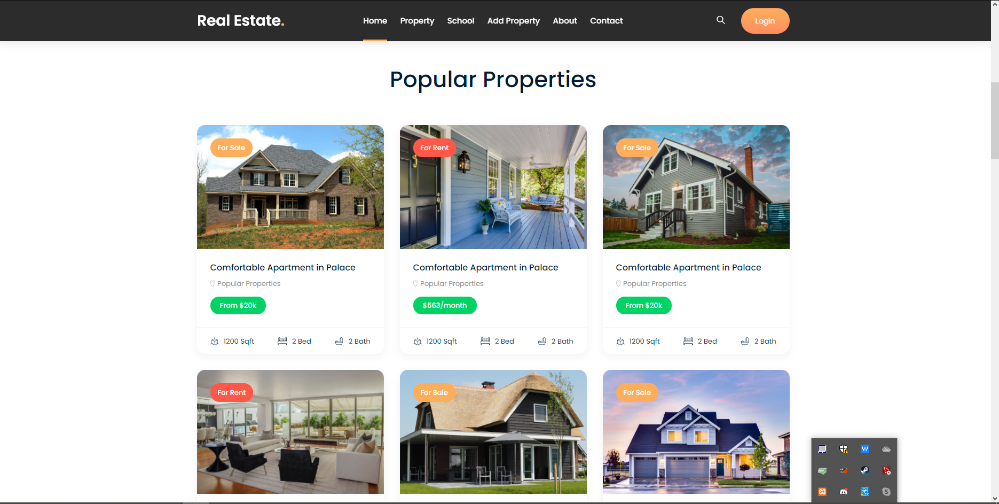 Real Estate.
Home Property School Add Property About Contact
Login
Popular Properties
For Sale
For Rent
For Sale
Comfortable Apartment in Palace
Popular Properties
From $20k
1200 Sqft 2 Bed 2 Bath
Comfortable Apartment in Palace
Popular Properties
$563/month
1200 Sqft 2 Bed 2 Bath
Comfortable Apartment in Palace
Popular Properties
From $20k
1200 Sqft 2 Bed 2 Bath
For Rent
For Sale
For Sale